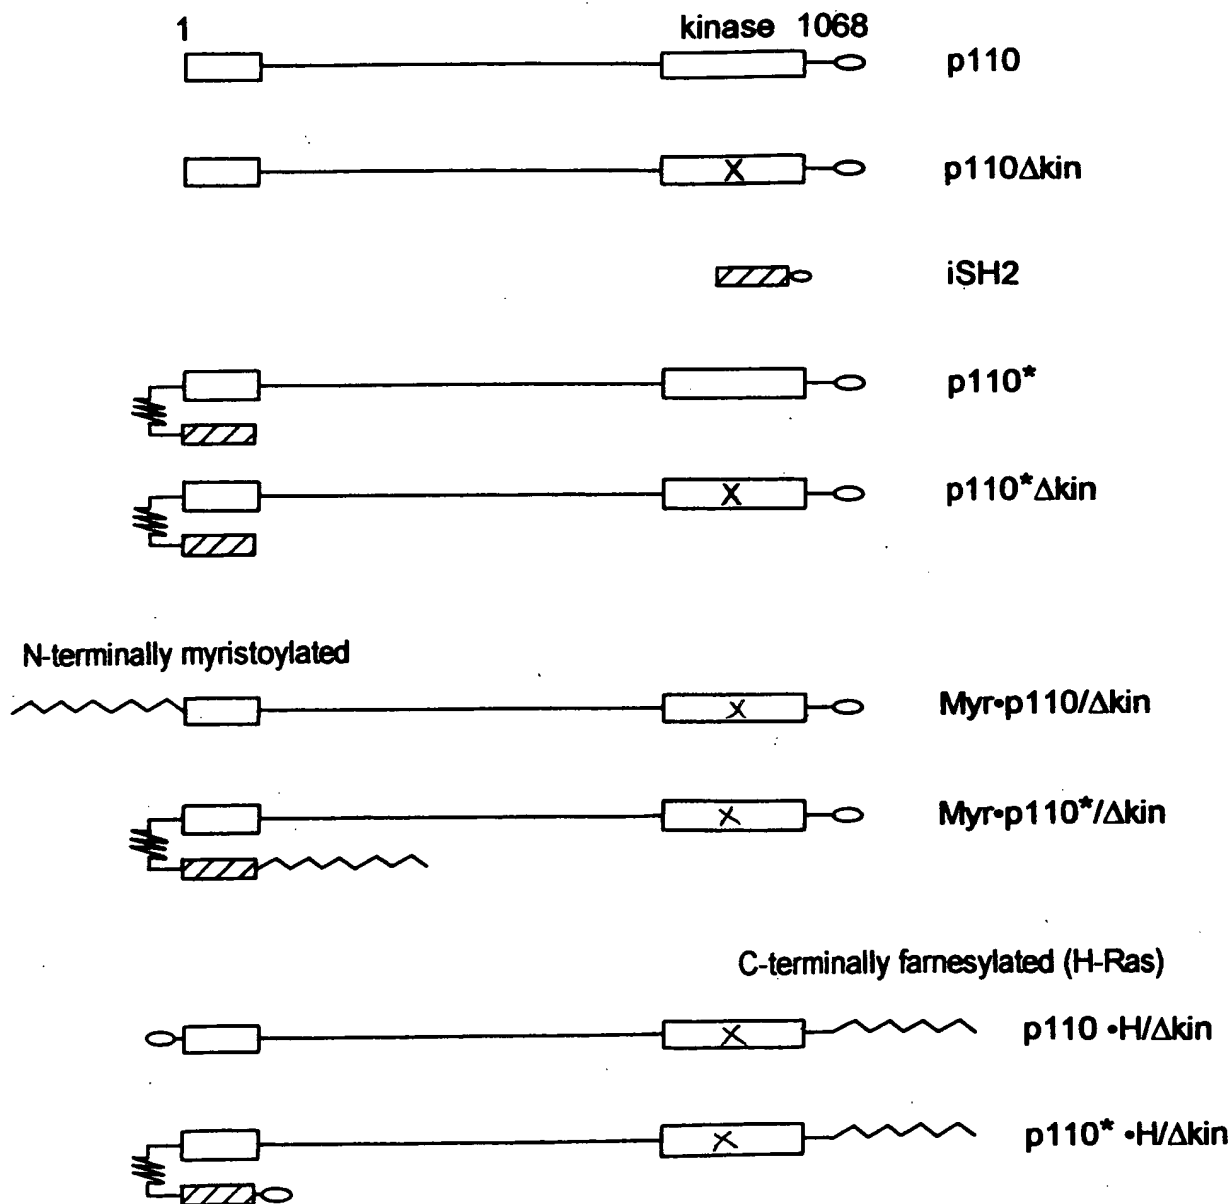 1 kinase 1068
p110
X p110Δkin
iSH2
p110*
X p110*Δkin
N-terminally myristoylated
X Myr•p110/Δkin
X Myr•p110*/Δkin
C-terminally farnesylated (H-Ras)
X p110 •H/Δkin
X p110* •H/Δkin